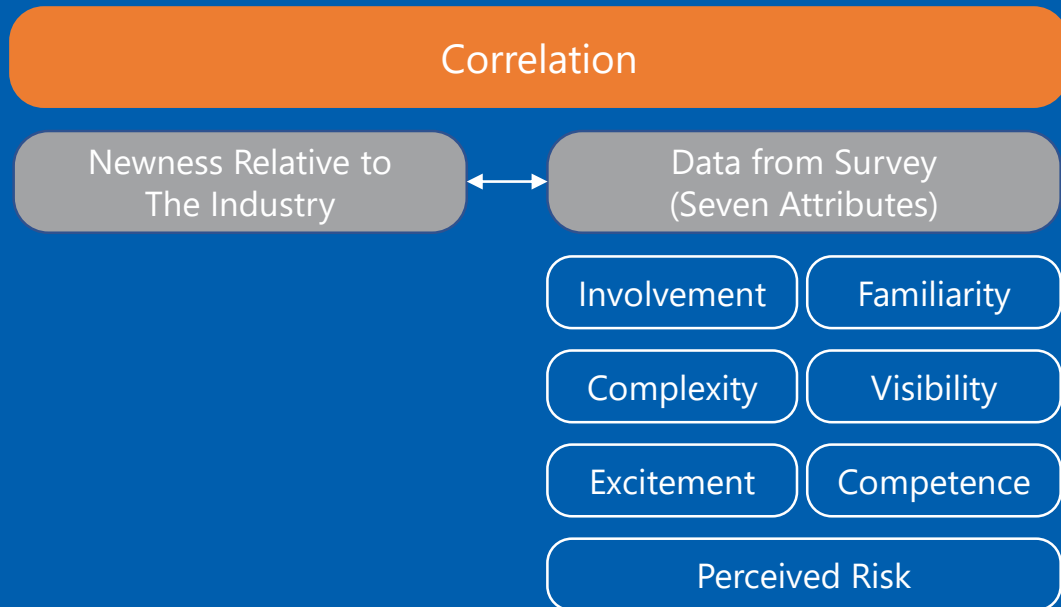 Correlation
Newness Relative to
The Industry
Data from Survey
(Seven Attributes)
Involvement
Familiarity
Complexity
Visibility
Excitement
Competence
Perceived Risk